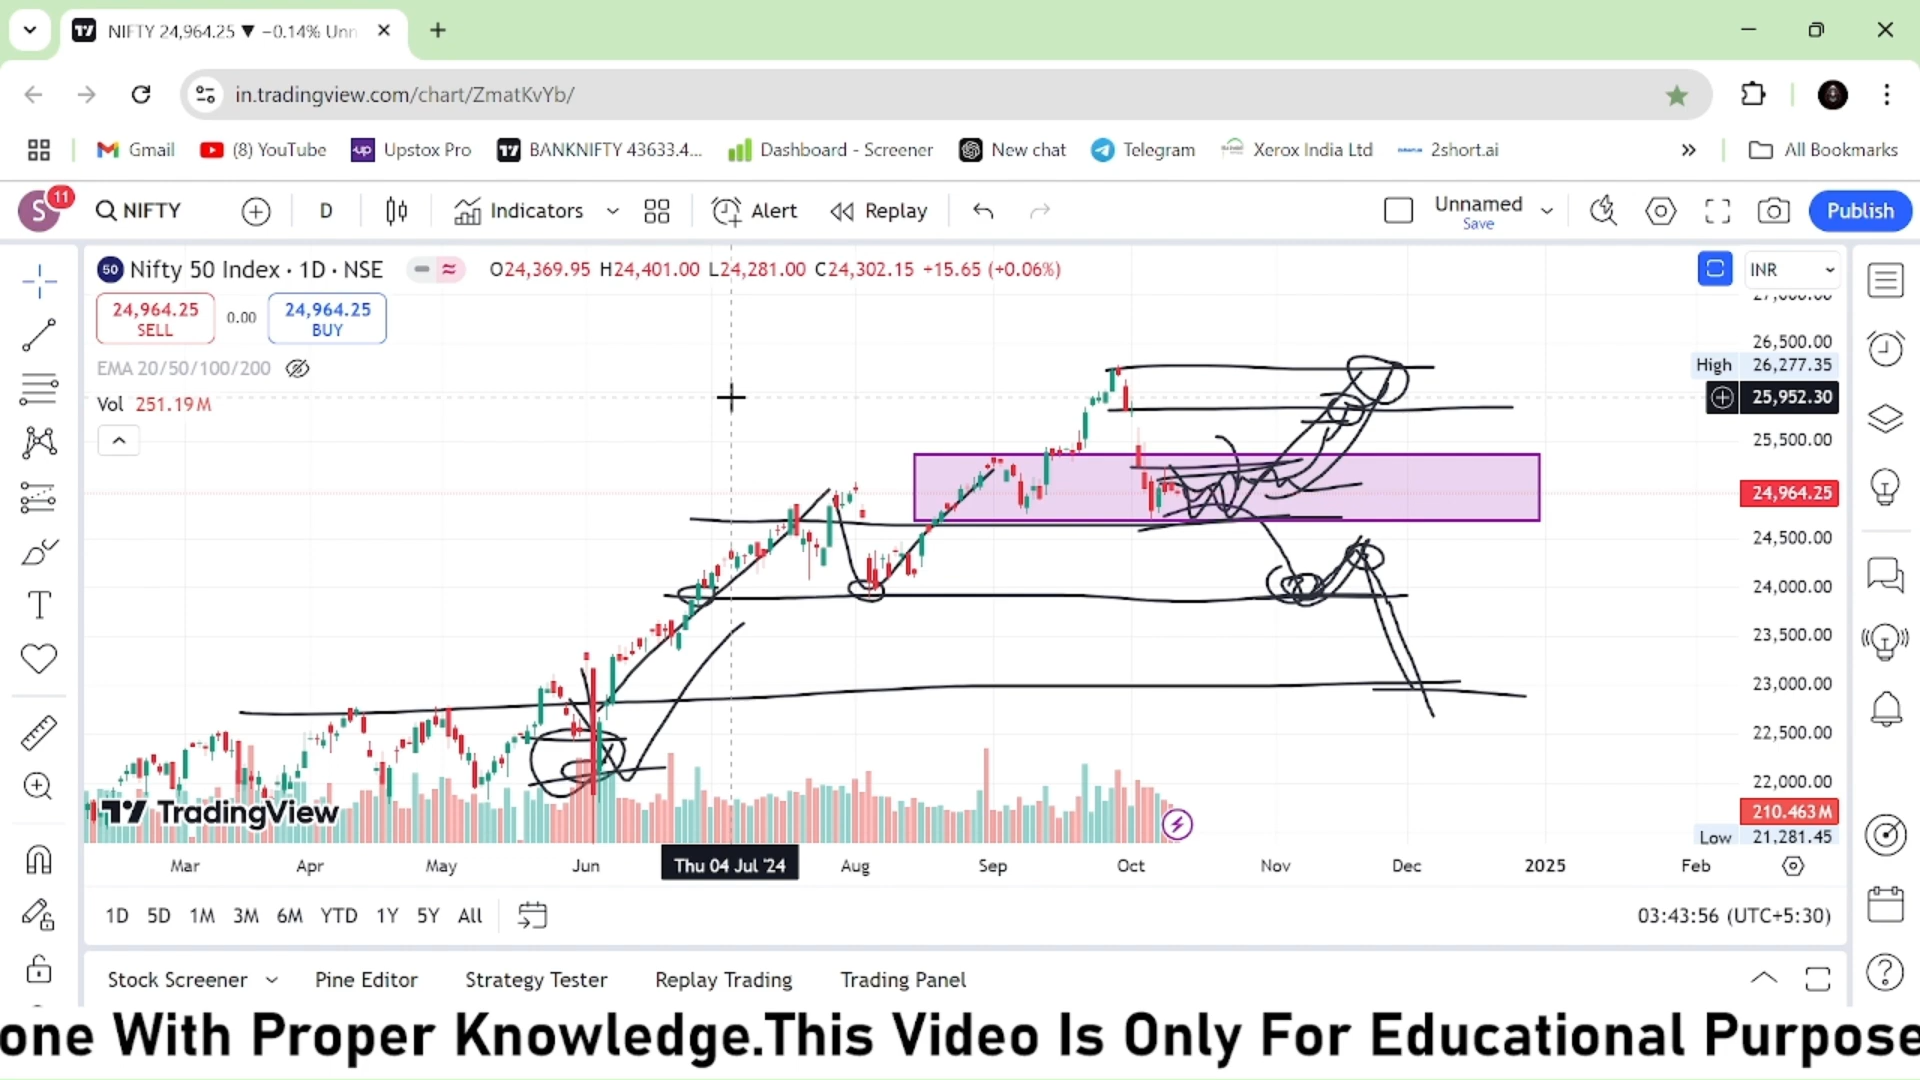 NIFTY 24,964.25 ▼ −0.14% Unn
in.tradingview.com/chart/ZmatKvYb/
Gmail (8) YouTube Upstox Pro BANKNIFTY 43633.4... Dashboard - Screener New chat Telegram Xerox India Ltd 2short.ai » All Bookmarks
S 11 NIFTY D Indicators Alert Replay Unnamed Save Publish
50 Nifty 50 Index · 1D · NSE O24,369.95 H24,401.00 L24,281.00 C24,302.15 +15.65 (+0.06%) INR
24,964.25 SELL 0.00 24,964.25 BUY
EMA 20/50/100/200
Vol 251.19M
27,000.00
26,500.00
High 26,277.35
25,952.30
25,500.00
24,964.25
24,500.00
24,000.00
23,500.00
23,000.00
22,500.00
22,000.00
210.463M
Low 21,281.45
TradingView
Mar Apr May Jun Thu 04 Jul '24 Aug Sep Oct Nov Dec 2025 Feb
1D 5D 1M 3M 6M YTD 1Y 5Y All 03:43:56 (UTC+5:30)
Stock Screener Pine Editor Strategy Tester Replay Trading Trading Panel
one With Proper Knowledge.This Video Is Only For Educational Purpose